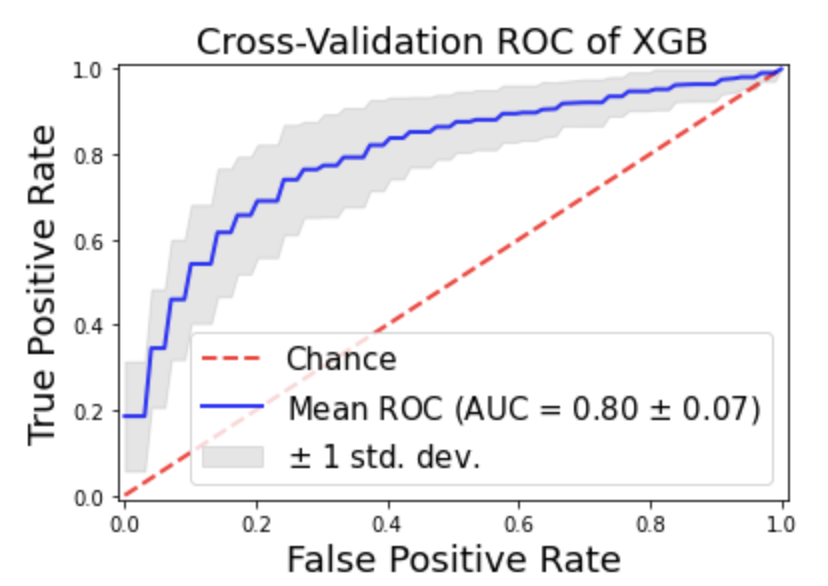 Cross-Validation ROC of XGB
True Positive Rate
1.0
0.8
0.6
0.4
0.2
0.0
Chance
Mean ROC (AUC = 0.80 ± 0.07)
± 1 std. dev.
0.0 0.2 0.4 0.6 0.8 1.0
False Positive Rate